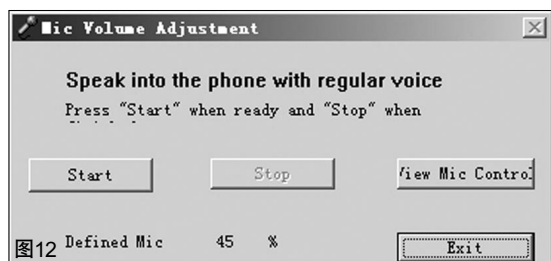 Mic Volume Adjustment
Speak into the phone with regular voice
Press "Start" when ready and "Stop" when
Start Stop View Mic Control
Defined Mic 45 %
Exit
图12